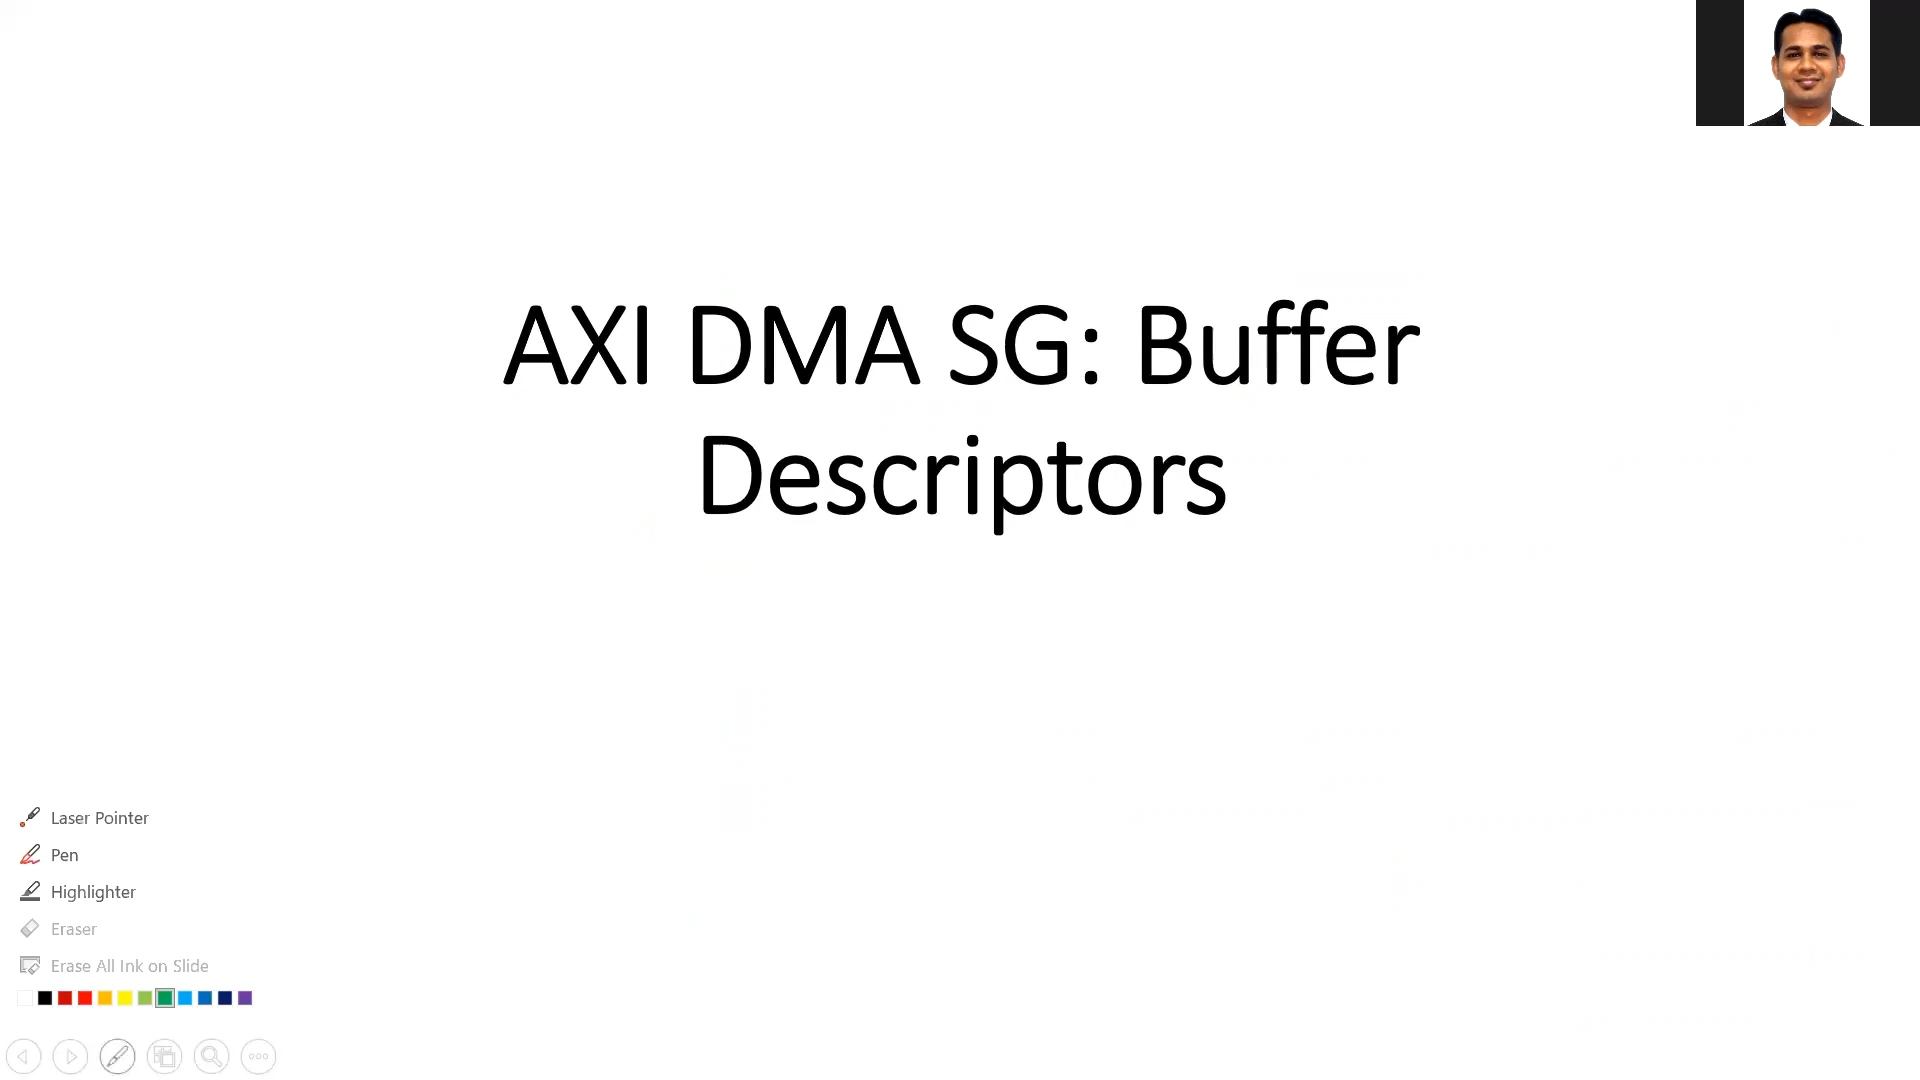 AXI DMA SG: Buffer
Descriptors
Laser Pointer
Pen
Highlighter
Eraser
Erase All Ink on Slide